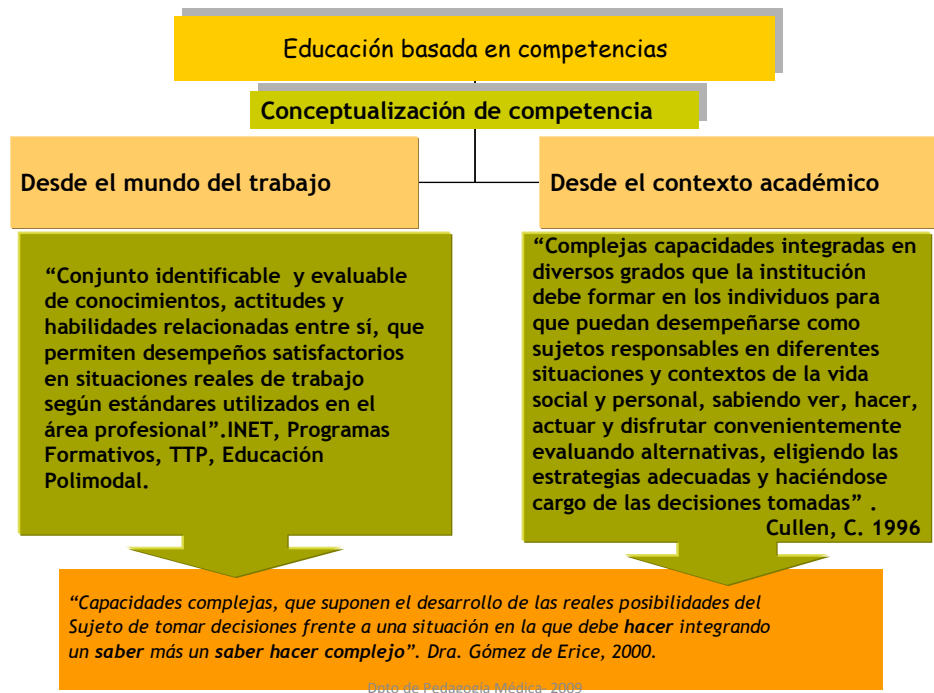 Educación basada en competencias
Conceptualización de competencia
Desde el mundo del trabajo
Desde el contexto académico
“Conjunto identificable y evaluable
de conocimientos, actitudes y
habilidades relacionadas entre sí, que
permiten desempeños satisfactorios
en situaciones reales de trabajo
según estándares utilizados en el
área profesional”.INET, Programas
Formativos, TTP, Educación
Polimodal.
“Complejas capacidades integradas en
diversos grados que la institución
debe formar en los individuos para
que puedan desempeñarse como
sujetos responsables en diferentes
situaciones y contextos de la vida
social y personal, sabiendo ver, hacer,
actuar y disfrutar convenientemente
evaluando alternativas, eligiendo las
estrategias adecuadas y haciéndose
cargo de las decisiones tomadas” .
Cullen, C. 1996
“Capacidades complejas, que suponen el desarrollo de las reales posibilidades del
Sujeto de tomar decisiones frente a una situación en la que debe hacer integrando
un saber más un saber hacer complejo”. Dra. Gómez de Erice, 2000.
Dpto de Pedagogía Médica 2009